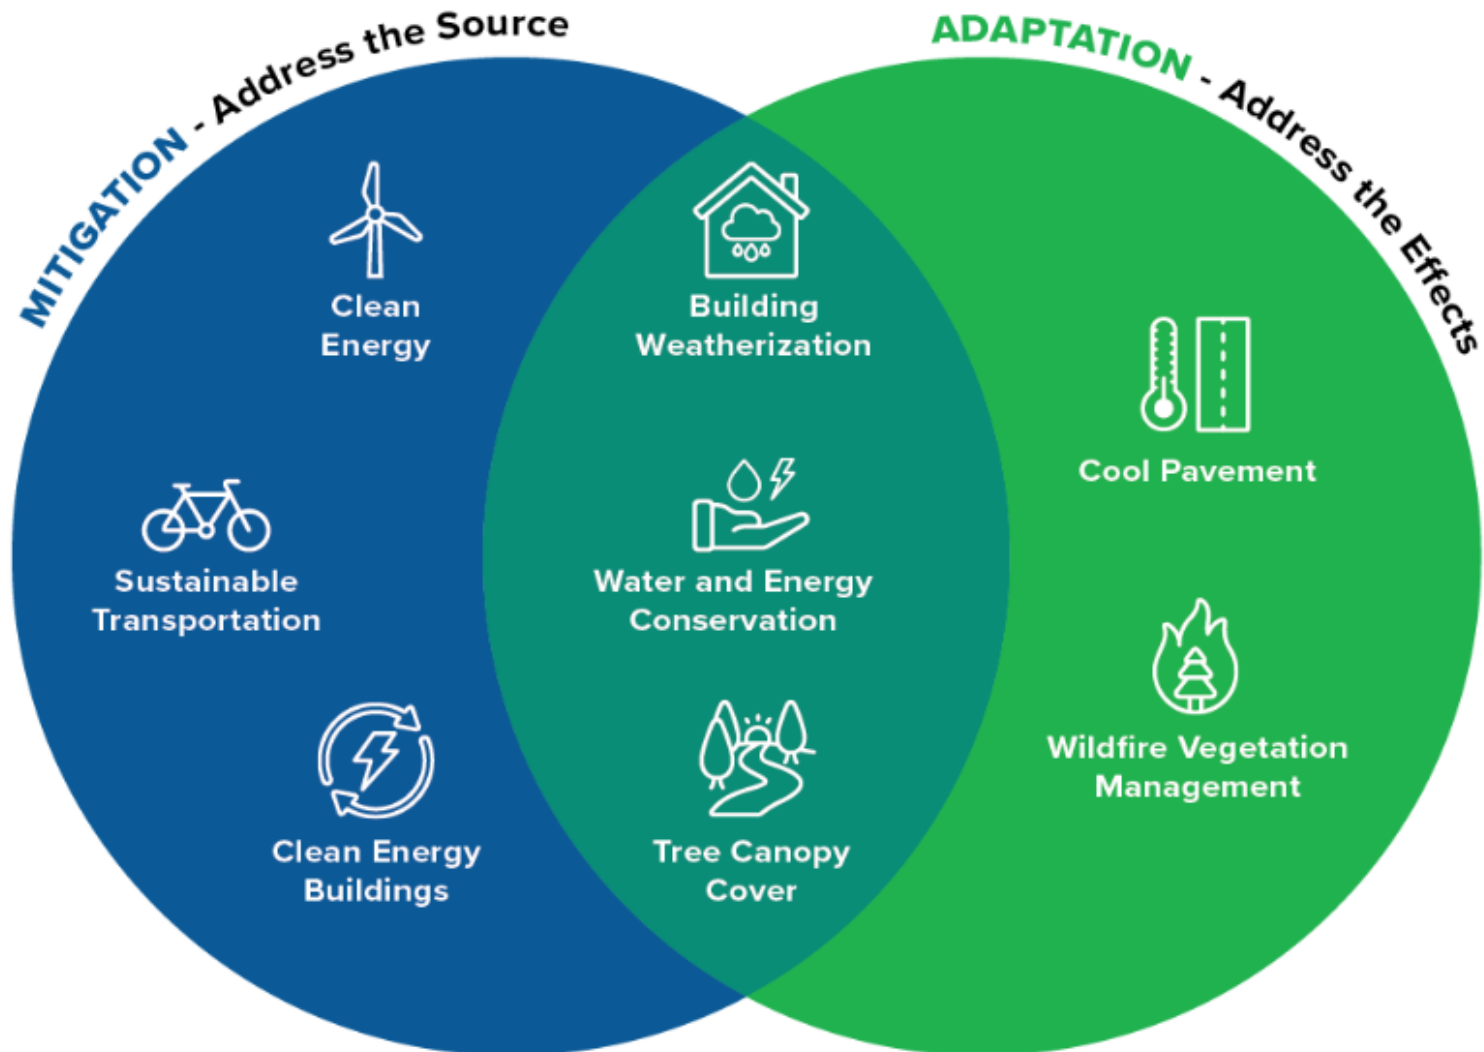 MITIGATION - Address the Source
ADAPTATION - Address the Effects
Clean
Energy
Building
Weatherization
Cool Pavement
Sustainable
Transportation
Water and Energy
Conservation
Wildfire Vegetation
Management
Clean Energy
Buildings
Tree Canopy
Cover